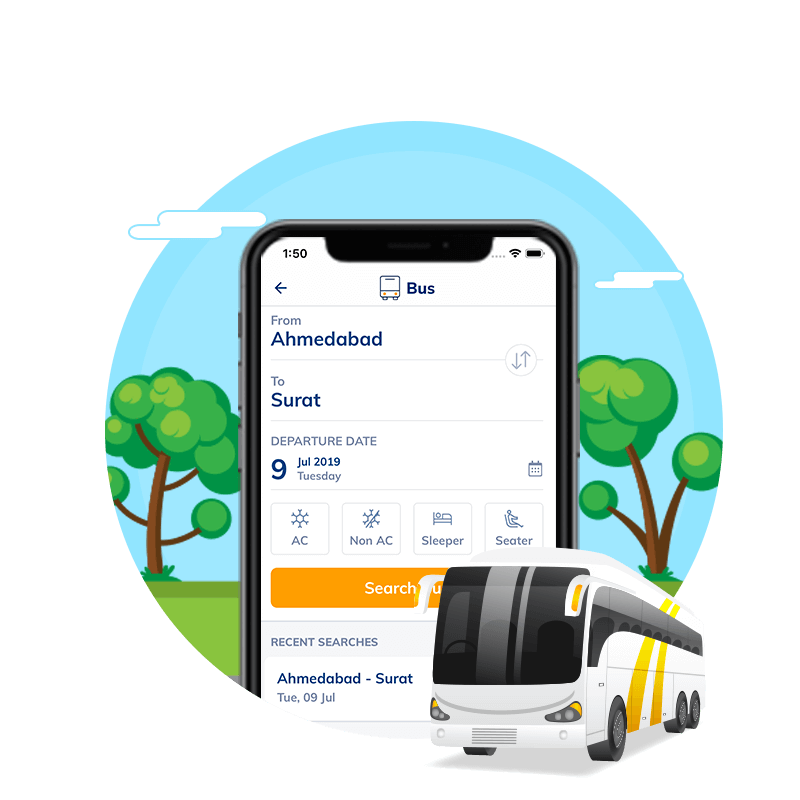 1:50
Bus
From
Ahmedabad
To
Surat
DEPARTURE DATE
9 Jul 2019
Tuesday
AC Non AC Sleeper Seater
Search
RECENT SEARCHES
Ahmedabad - Surat
Tue, 09 Jul